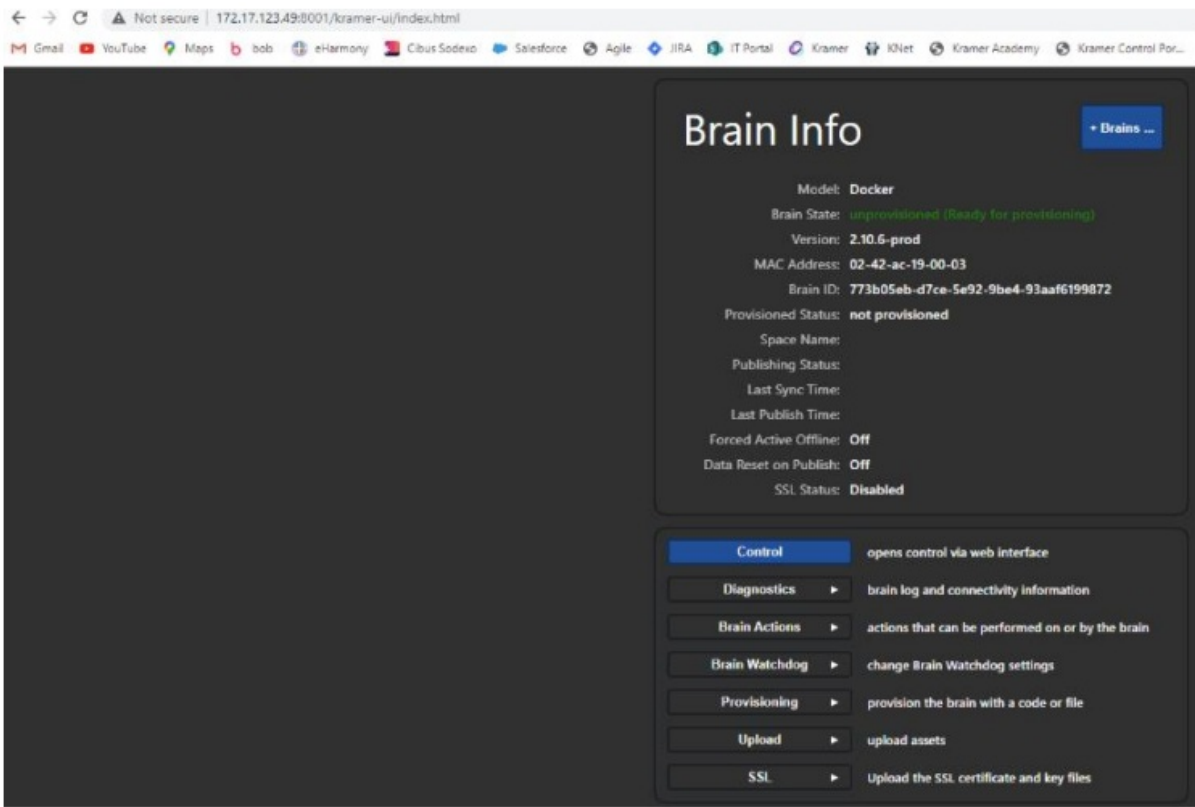 Not secure | 172.17.123.49:8001/kramer-ui/index.html
Gmail YouTube Maps bob eHarmony Cibus Sodexo Salesforce Agile JIRA IT Portal Kramer KNet Kramer Academy Kramer Control Por...
Brain Info
+ Brains ...
Model: Docker
Brain State: unprovisioned (Ready for provisioning)
Version: 2.10.6-prod
MAC Address: 02-42-ac-19-00-03
Brain ID: 773b05eb-d7ce-5e92-9be4-93aaf6199872
Provisioned Status: not provisioned
Space Name:
Publishing Status:
Last Sync Time:
Last Publish Time:
Forced Active Offline: Off
Data Reset on Publish: Off
SSL Status: Disabled
Control opens control via web interface
Diagnostics brain log and connectivity information
Brain Actions actions that can be performed on or by the brain
Brain Watchdog change Brain Watchdog settings
Provisioning provision the brain with a code or file
Upload upload assets
SSL Upload the SSL certificate and key files